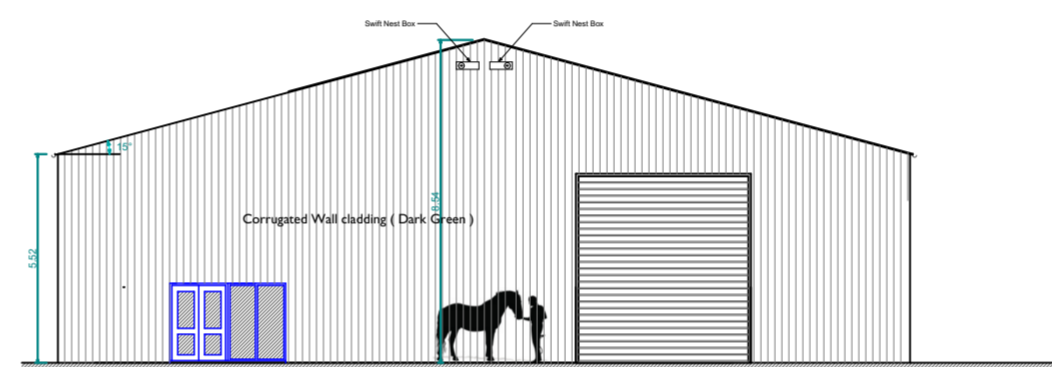 Swift Nest Box
Swift Nest Box
15°
8.54
Corrugated Wall cladding ( Dark Green )
5.52